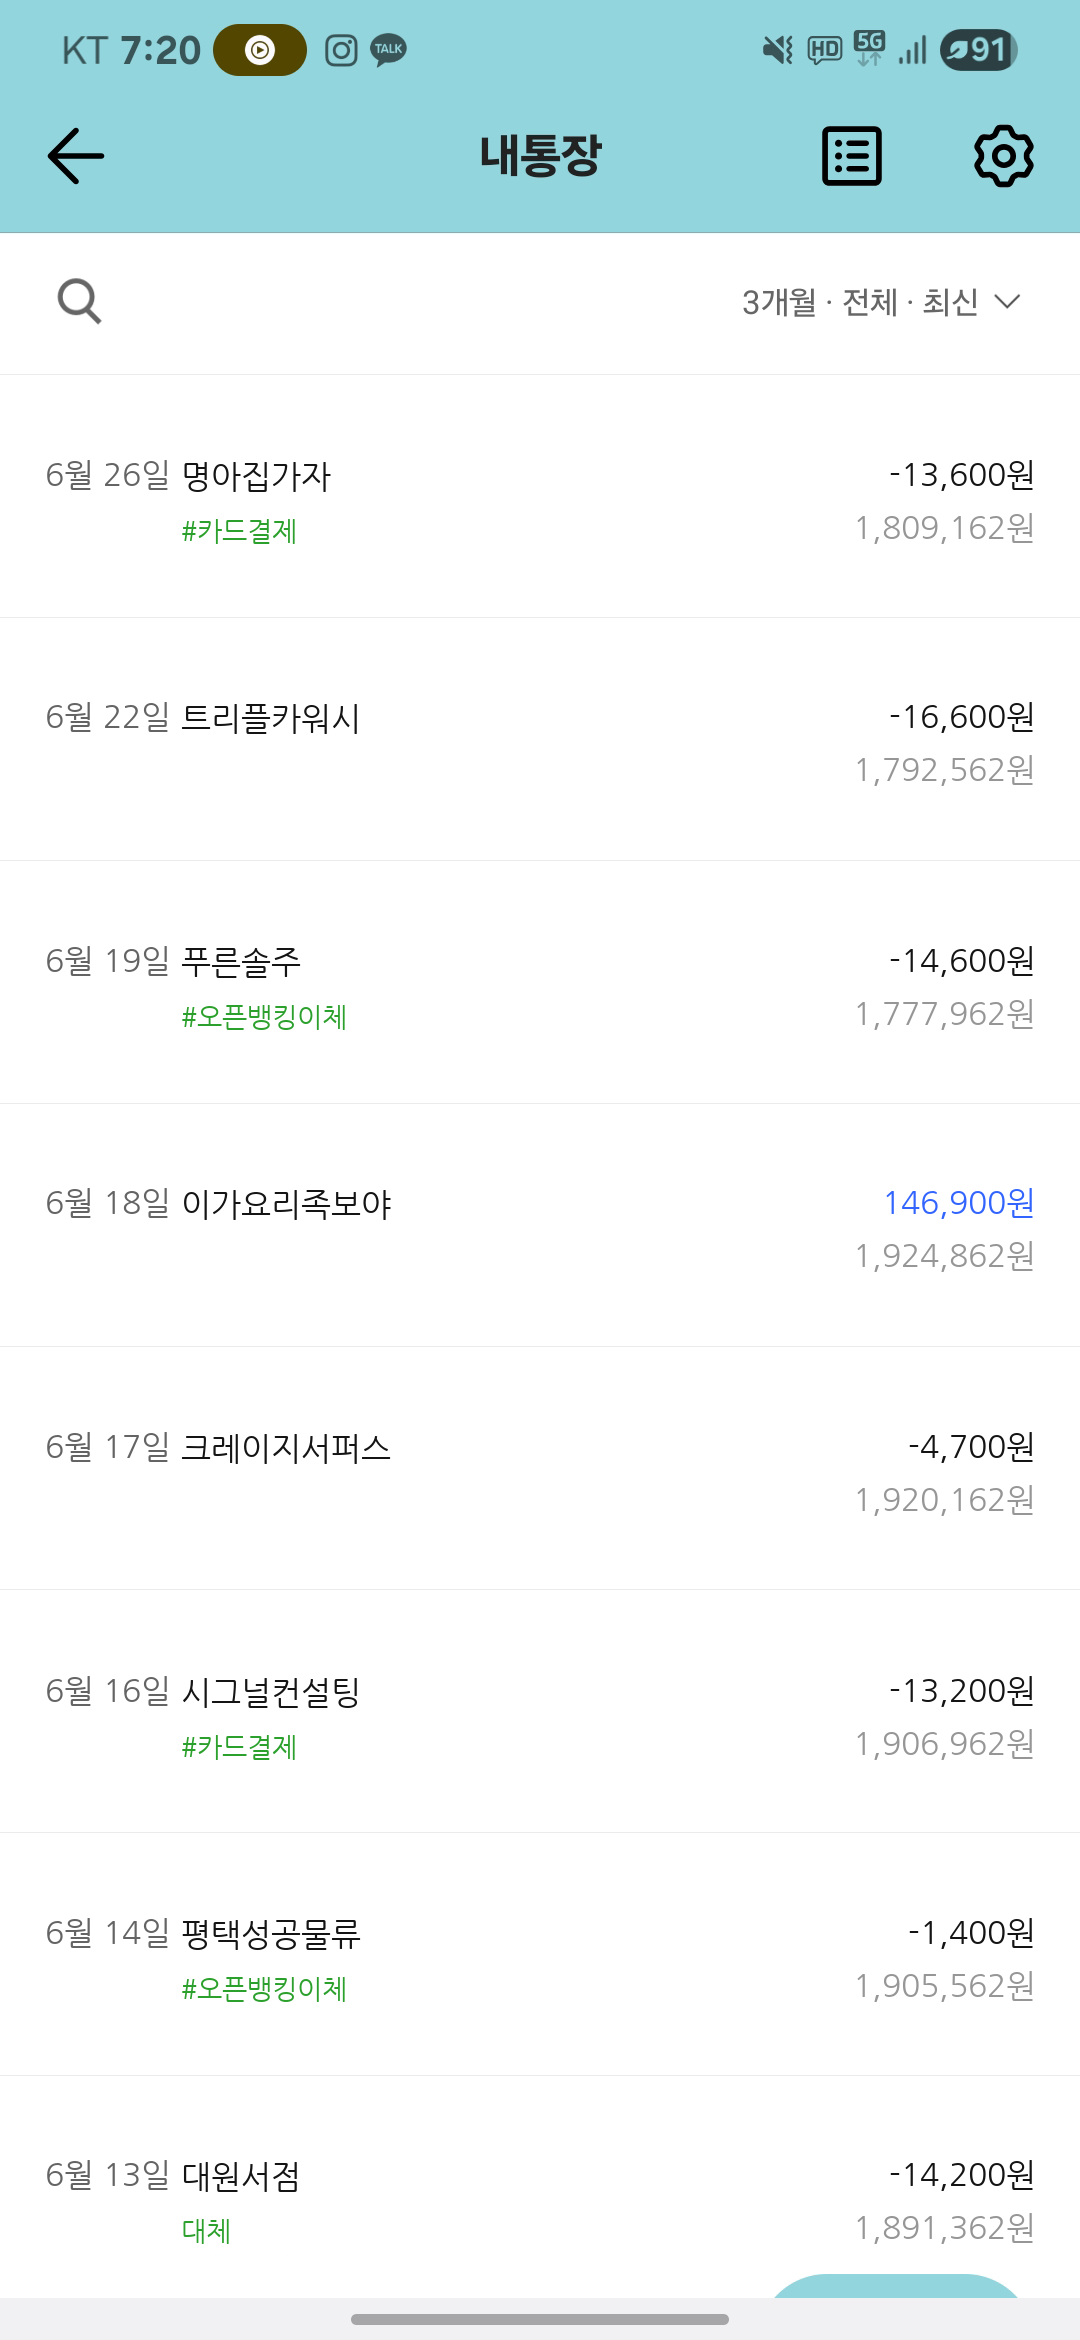 KT 7:20 TALK HD 5G 91
내통장
3개월 · 전체 · 최신
6월 26일 명아집가자 -13,600원
#카드결제 1,809,162원
6월 22일 트리플카워시 -16,600원
1,792,562원
6월 19일 푸른솔주 -14,600원
#오픈뱅킹이체 1,777,962원
6월 18일 이가요리족보야 146,900원
1,924,862원
6월 17일 크레이지서퍼스 -4,700원
1,920,162원
6월 16일 시그널컨설팅 -13,200원
#카드결제 1,906,962원
6월 14일 평택성공물류 -1,400원
#오픈뱅킹이체 1,905,562원
6월 13일 대원서점 -14,200원
대체 1,891,362원